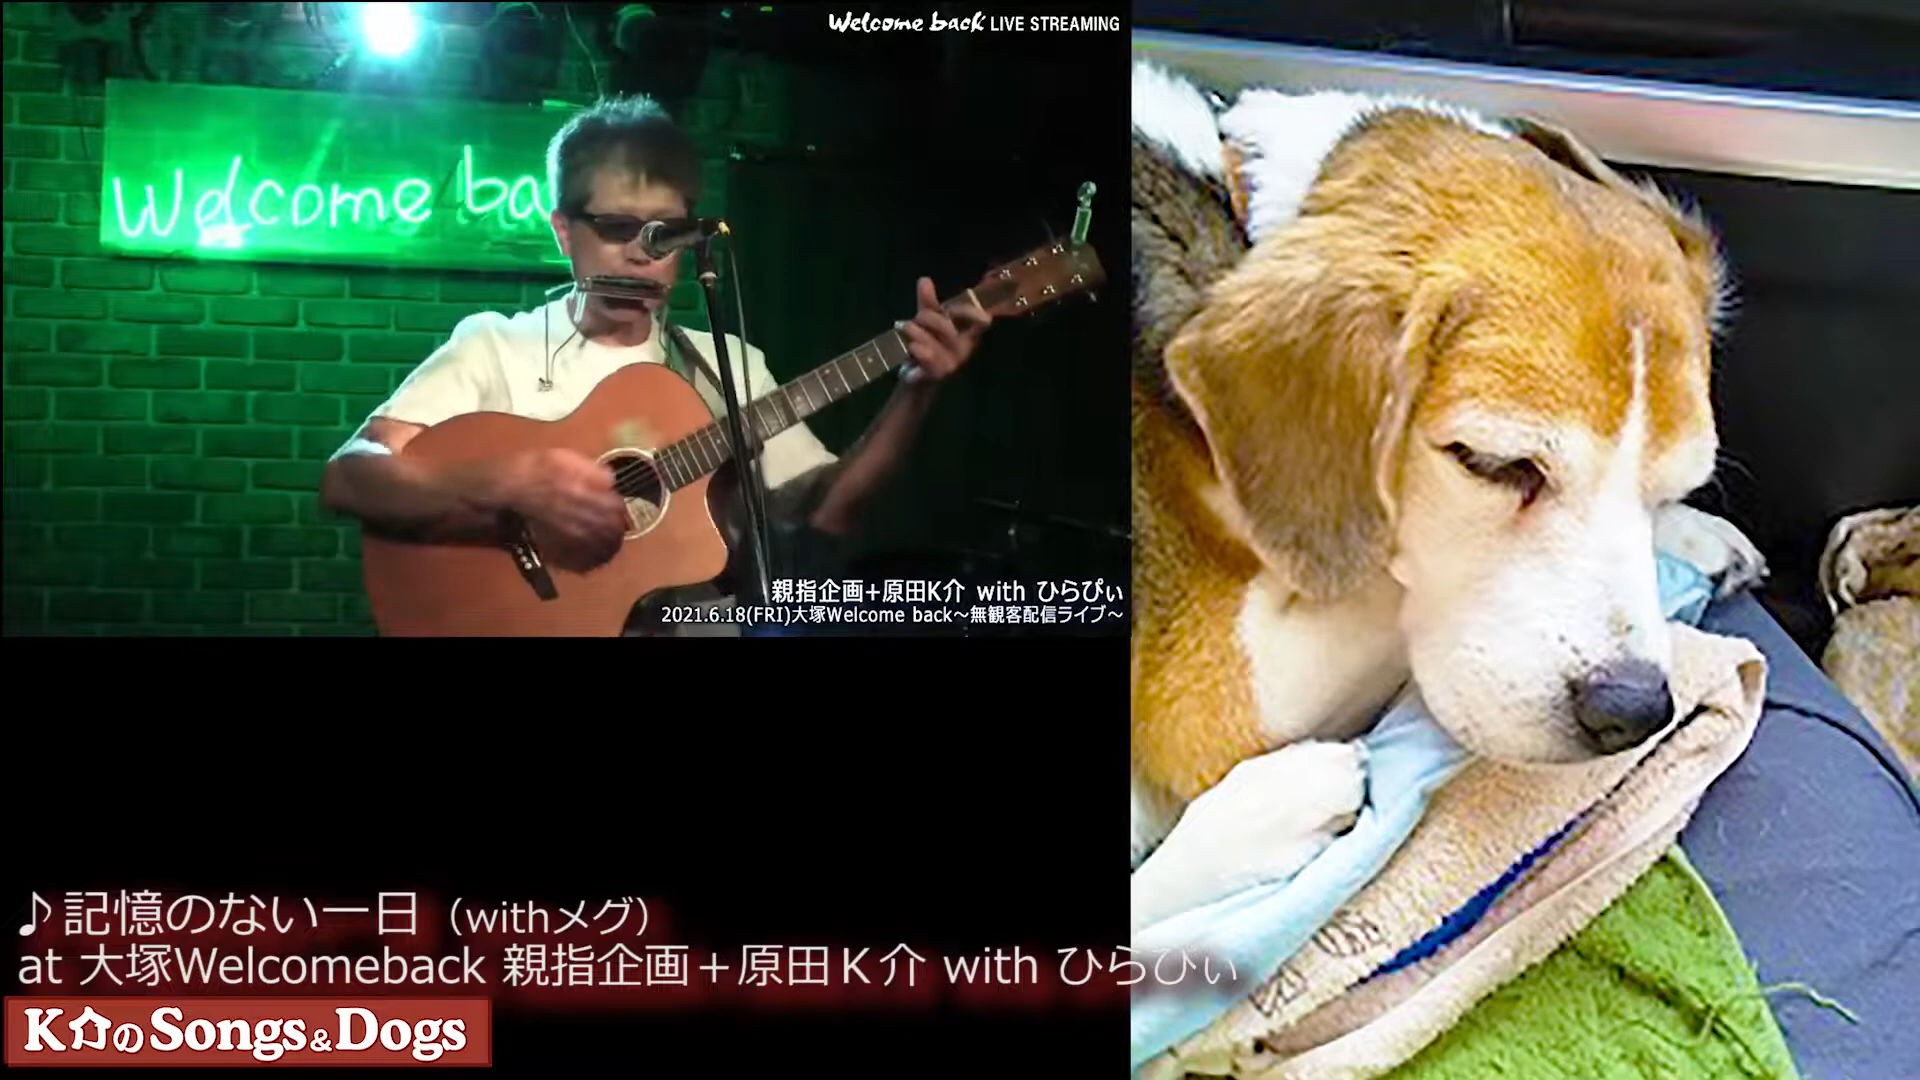 Welcome back LIVE STREAMING
Welcome ba
親指企画+原田K介 with ひらぴぃ
2021.6.18(FRI)大塚Welcome back～無観客配信ライブ～
♪記憶のない一日（withメグ）
at 大塚Welcomeback 親指企画＋原田Ｋ介 with ひらぴぃ
K介のSongs&Dogs